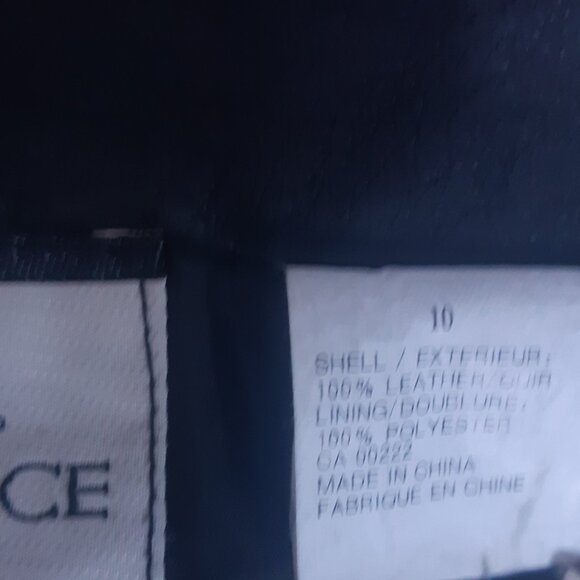 CE
10
SHELL / EXTERIEUR:
100% LEATHER/CUIR
LINING/DOUBLURE:
100% POLYESTER
CA 00222
MADE IN CHINA
FABRIQUE EN CHINE